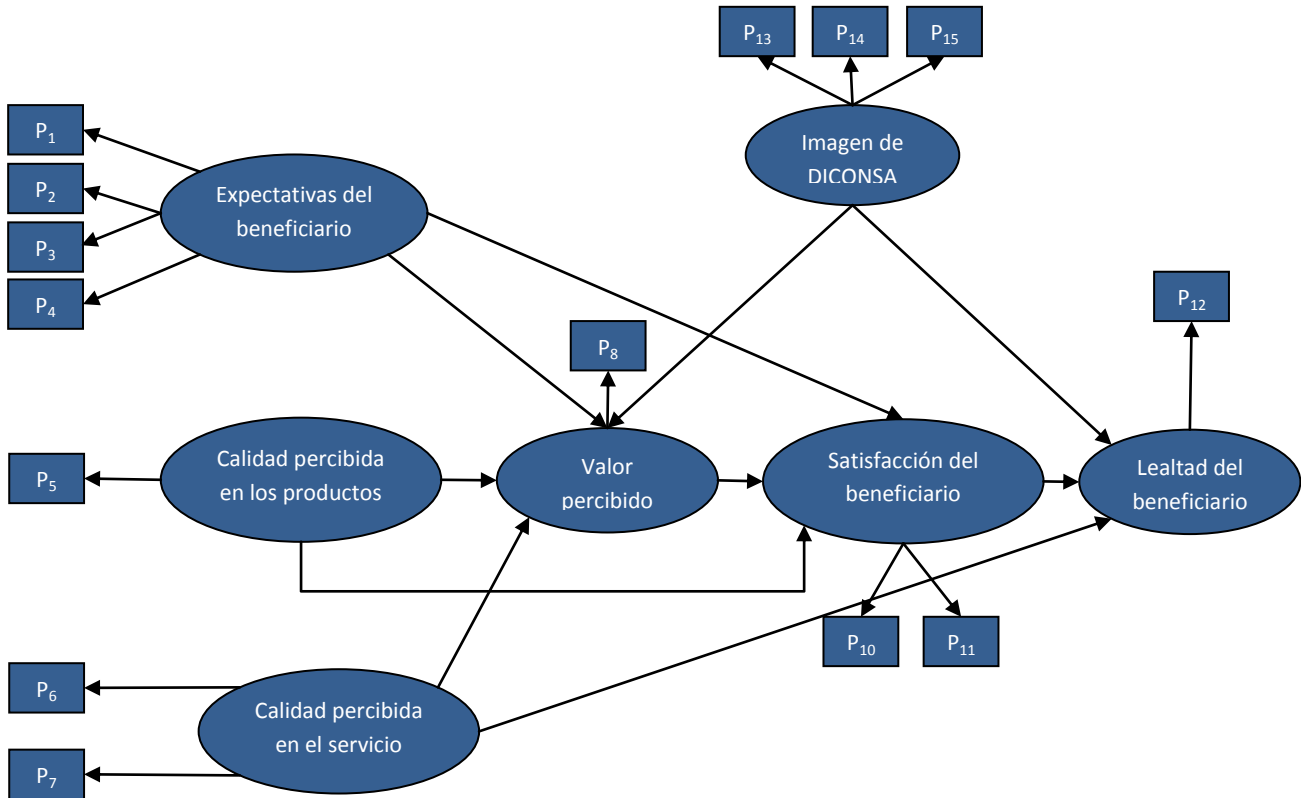 P13
P14
P15
Imagen de
DICONSA
P1
P2
P3
P4
Expectativas del
beneficiario
P8
P12
P5
Calidad percibida
en los productos
Valor
percibido
Satisfacción del
beneficiario
Lealtad del
beneficiario
P10
P11
P6
P7
Calidad percibida
en el servicio